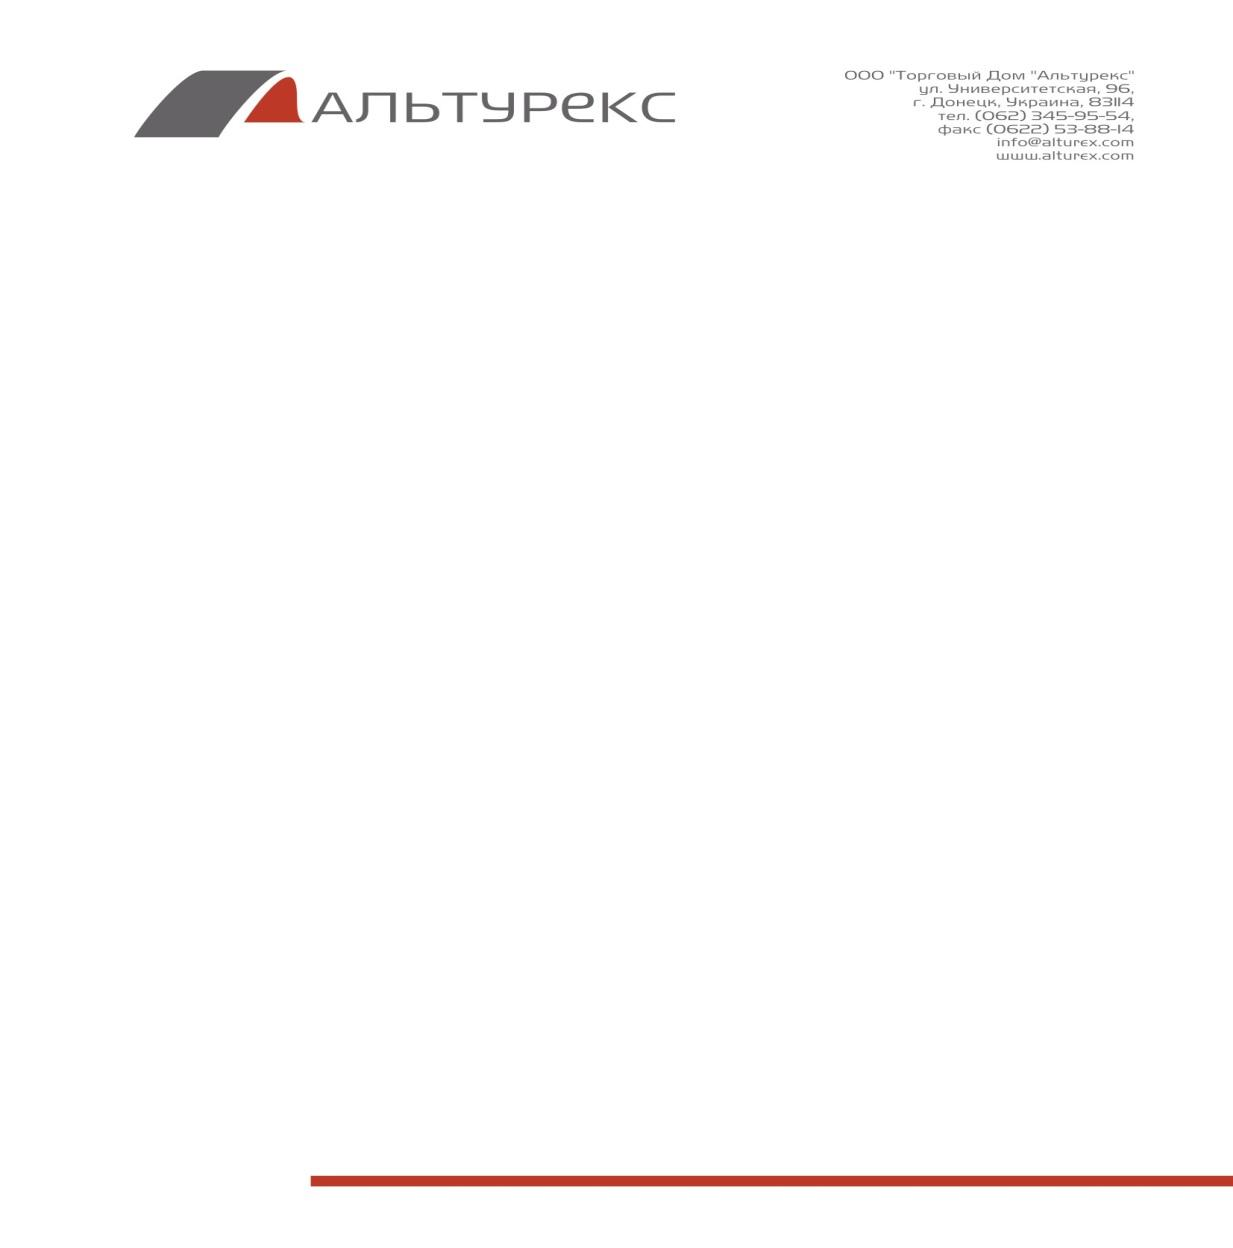 АЛЬТУРЕКС
ООО "Торговый Дом "Альтурекс"
ул. Университетская, 96,
г. Донецк, Украина, 83114
тел. (062) 345-95-54,
факс (0622) 53-88-14
info@alturex.com
www.alturex.com